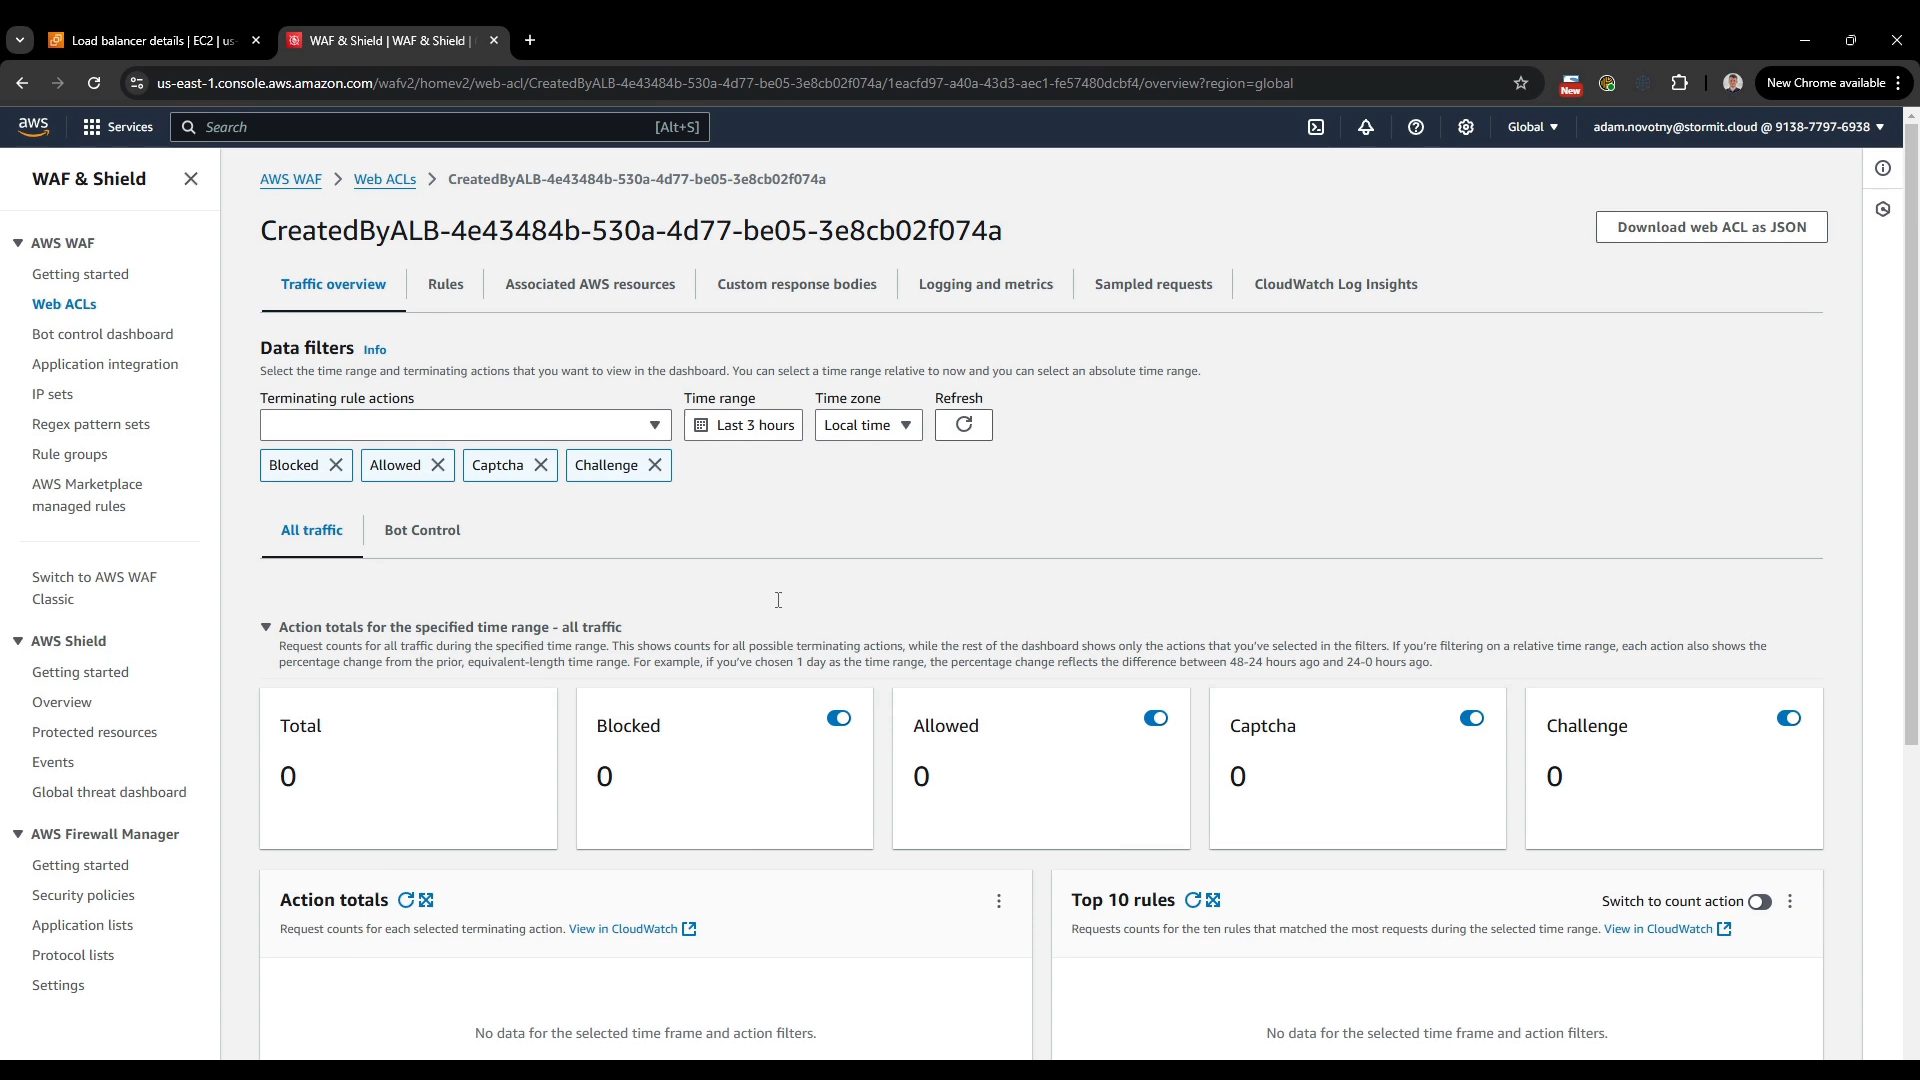 Load balancer details | EC2 | us-
WAF & Shield | WAF & Shield |
us-east-1.console.aws.amazon.com/wafv2/homev2/web-acl/CreatedByALB-4e43484b-530a-4d77-be05-3e8cb02f074a/1eacfd97-a40a-43d3-aec1-fe57480dcbf4/overview?region=global
New
New Chrome available
aws
Services
Search
[Alt+S]
Global
adam.novotny@stormit.cloud @ 9138-7797-6938
WAF & Shield
AWS WAF
Getting started
Web ACLs
Bot control dashboard
Application integration
IP sets
Regex pattern sets
Rule groups
AWS Marketplace
managed rules
Switch to AWS WAF
Classic
AWS Shield
Getting started
Overview
Protected resources
Events
Global threat dashboard
AWS Firewall Manager
Getting started
Security policies
Application lists
Protocol lists
Settings
AWS WAF > Web ACLs > CreatedByALB-4e43484b-530a-4d77-be05-3e8cb02f074a
CreatedByALB-4e43484b-530a-4d77-be05-3e8cb02f074a
Download web ACL as JSON
Traffic overview
Rules
Associated AWS resources
Custom response bodies
Logging and metrics
Sampled requests
CloudWatch Log Insights
Data filters Info
Select the time range and terminating actions that you want to view in the dashboard. You can select a time range relative to now and you can select an absolute time range.
Terminating rule actions
Time range
Time zone
Refresh
Last 3 hours
Local time
Blocked
Allowed
Captcha
Challenge
All traffic
Bot Control
Action totals for the specified time range - all traffic
Request counts for all traffic during the specified time range. This shows counts for all possible terminating actions, while the rest of the dashboard shows only the actions that you've selected in the filters. If you're filtering on a relative time range, each action also shows the
percentage change from the prior, equivalent-length time range. For example, if you've chosen 1 day as the time range, the percentage change reflects the difference between 48-24 hours ago and 24-0 hours ago.
Total
0
Blocked
0
Allowed
0
Captcha
0
Challenge
0
Action totals
Request counts for each selected terminating action. View in CloudWatch
No data for the selected time frame and action filters.
Top 10 rules
Switch to count action
Requests counts for the ten rules that matched the most requests during the selected time range. View in CloudWatch
No data for the selected time frame and action filters.